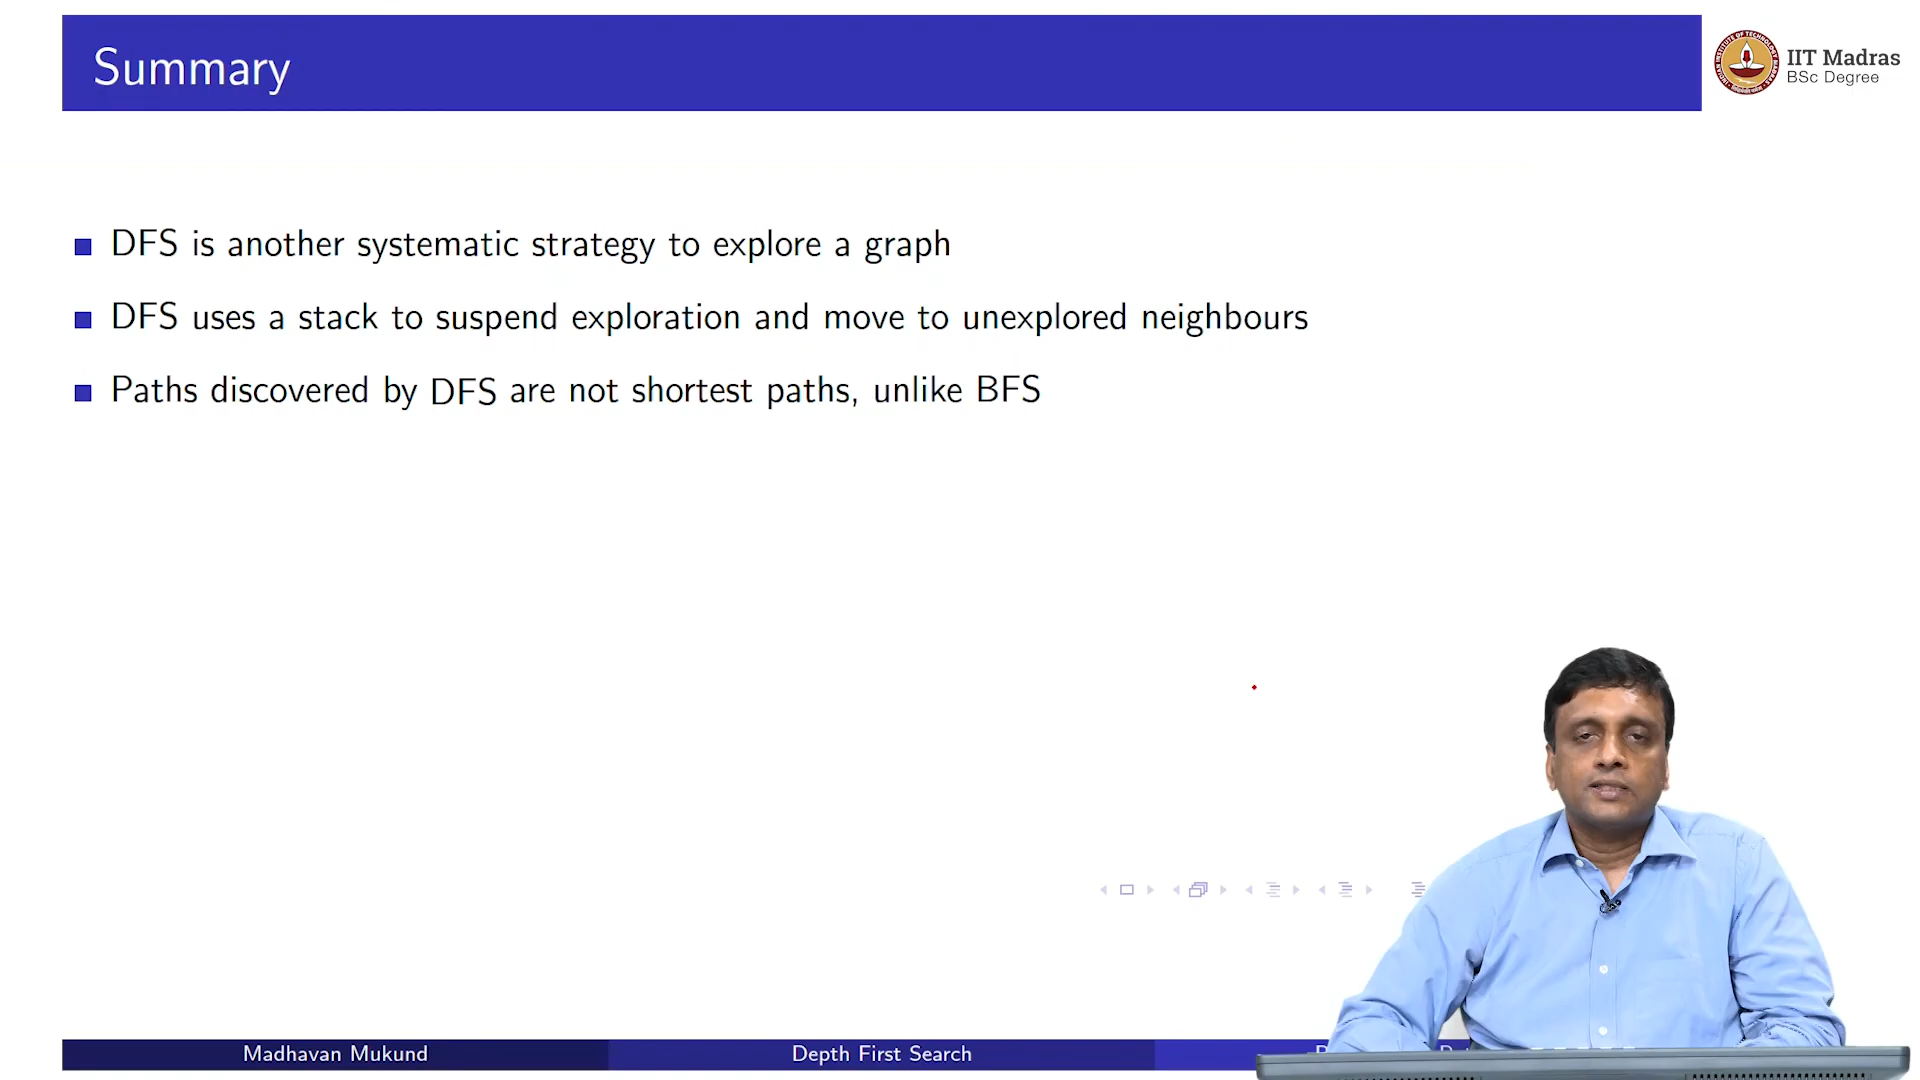 Summary
IIT Madras
BSc Degree
DFS is another systematic strategy to explore a graph
DFS uses a stack to suspend exploration and move to unexplored neighbours
Paths discovered by DFS are not shortest paths, unlike BFS
Madhavan Mukund
Depth First Search